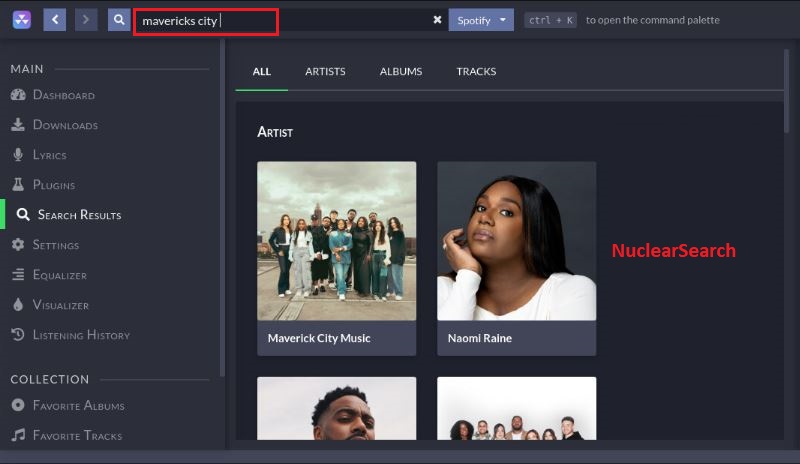 mavericks city
Spotify
ctrl + K to open the command palette
MAIN
DASHBOARD
DOWNLOADS
LYRICS
PLUGINS
SEARCH RESULTS
SETTINGS
EQUALIZER
VISUALIZER
LISTENING HISTORY
COLLECTION
FAVORITE ALBUMS
FAVORITE TRACKS
ALL ARTISTS ALBUMS TRACKS
ARTIST
Maverick City Music
Naomi Raine
NuclearSearch